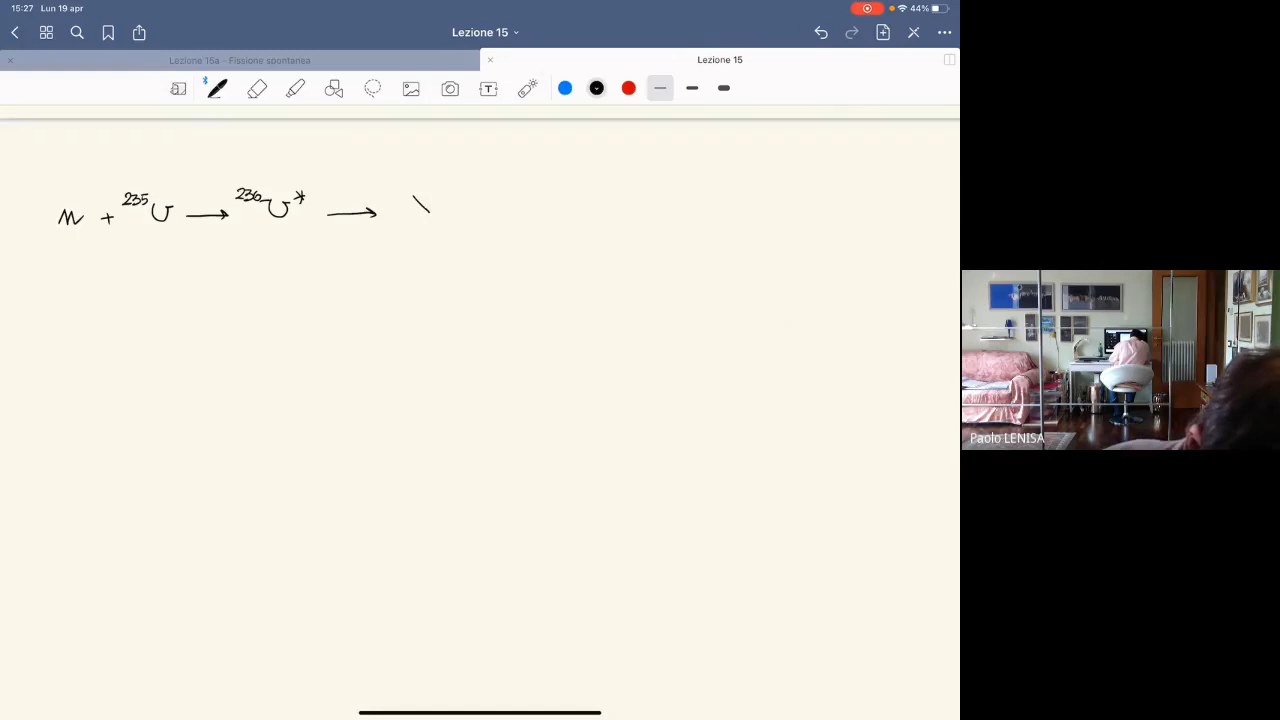 15:27 Lun 19 apr 44%
Lezione 15
Lezione 15a - Fissione spontanea Lezione 15
n + ²³⁵U → ²³⁶U* →
Paolo LENISA